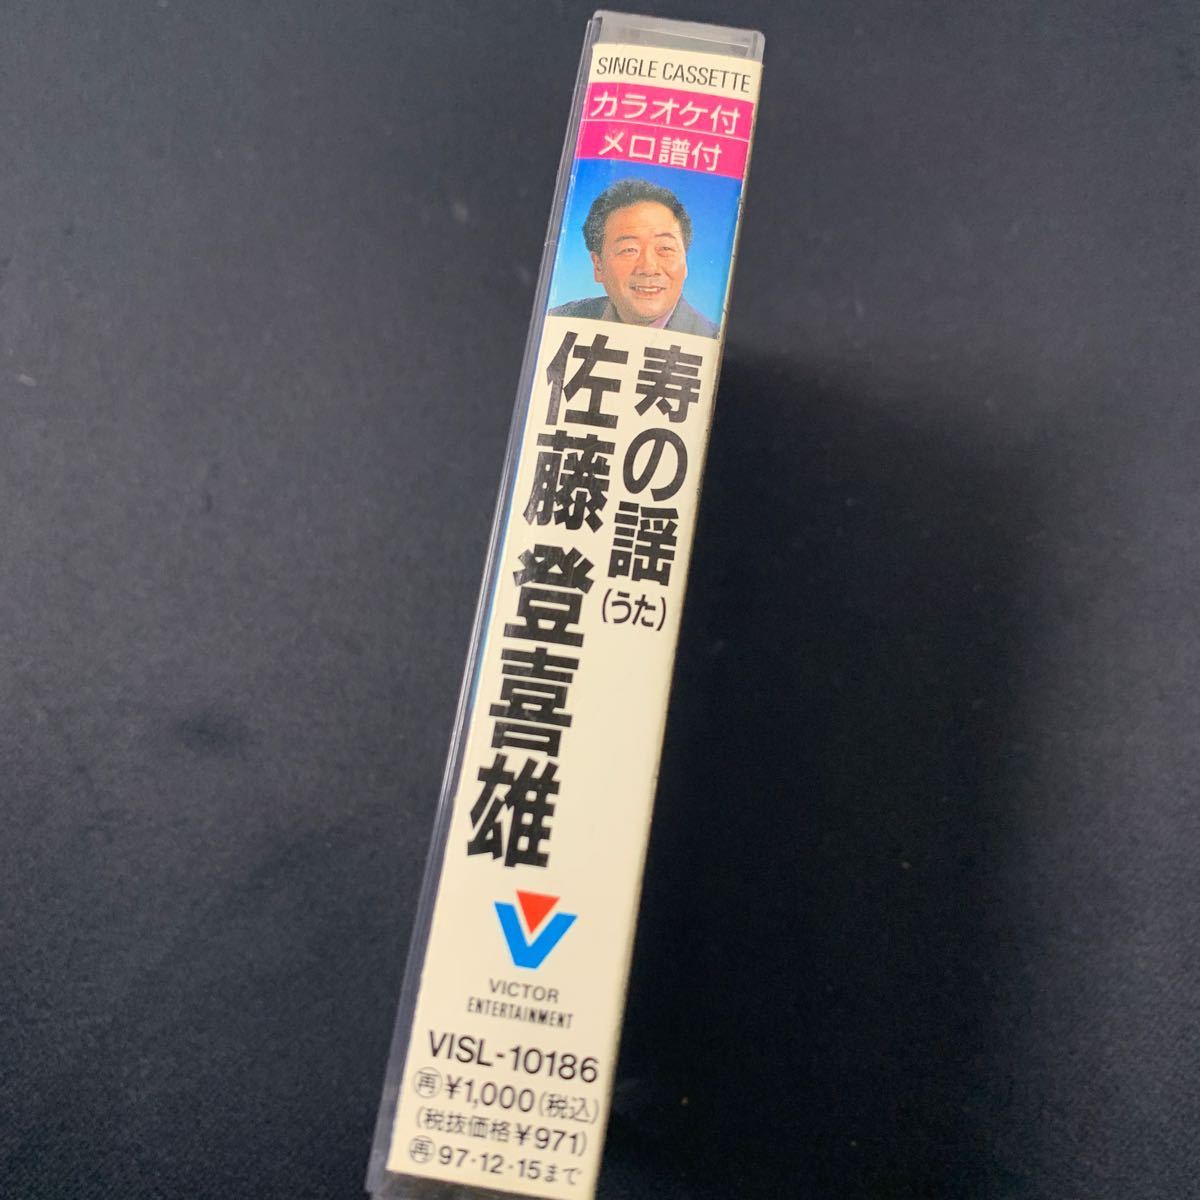 SINGLE CASSETTE
カラオケ付
メロ譜付
寿の謡(うた)
佐藤 登喜雄
VICTOR
ENTERTAINMENT
VISL-10186
再¥1,000(税込)
(税抜価格¥971)
再97・12・15まで